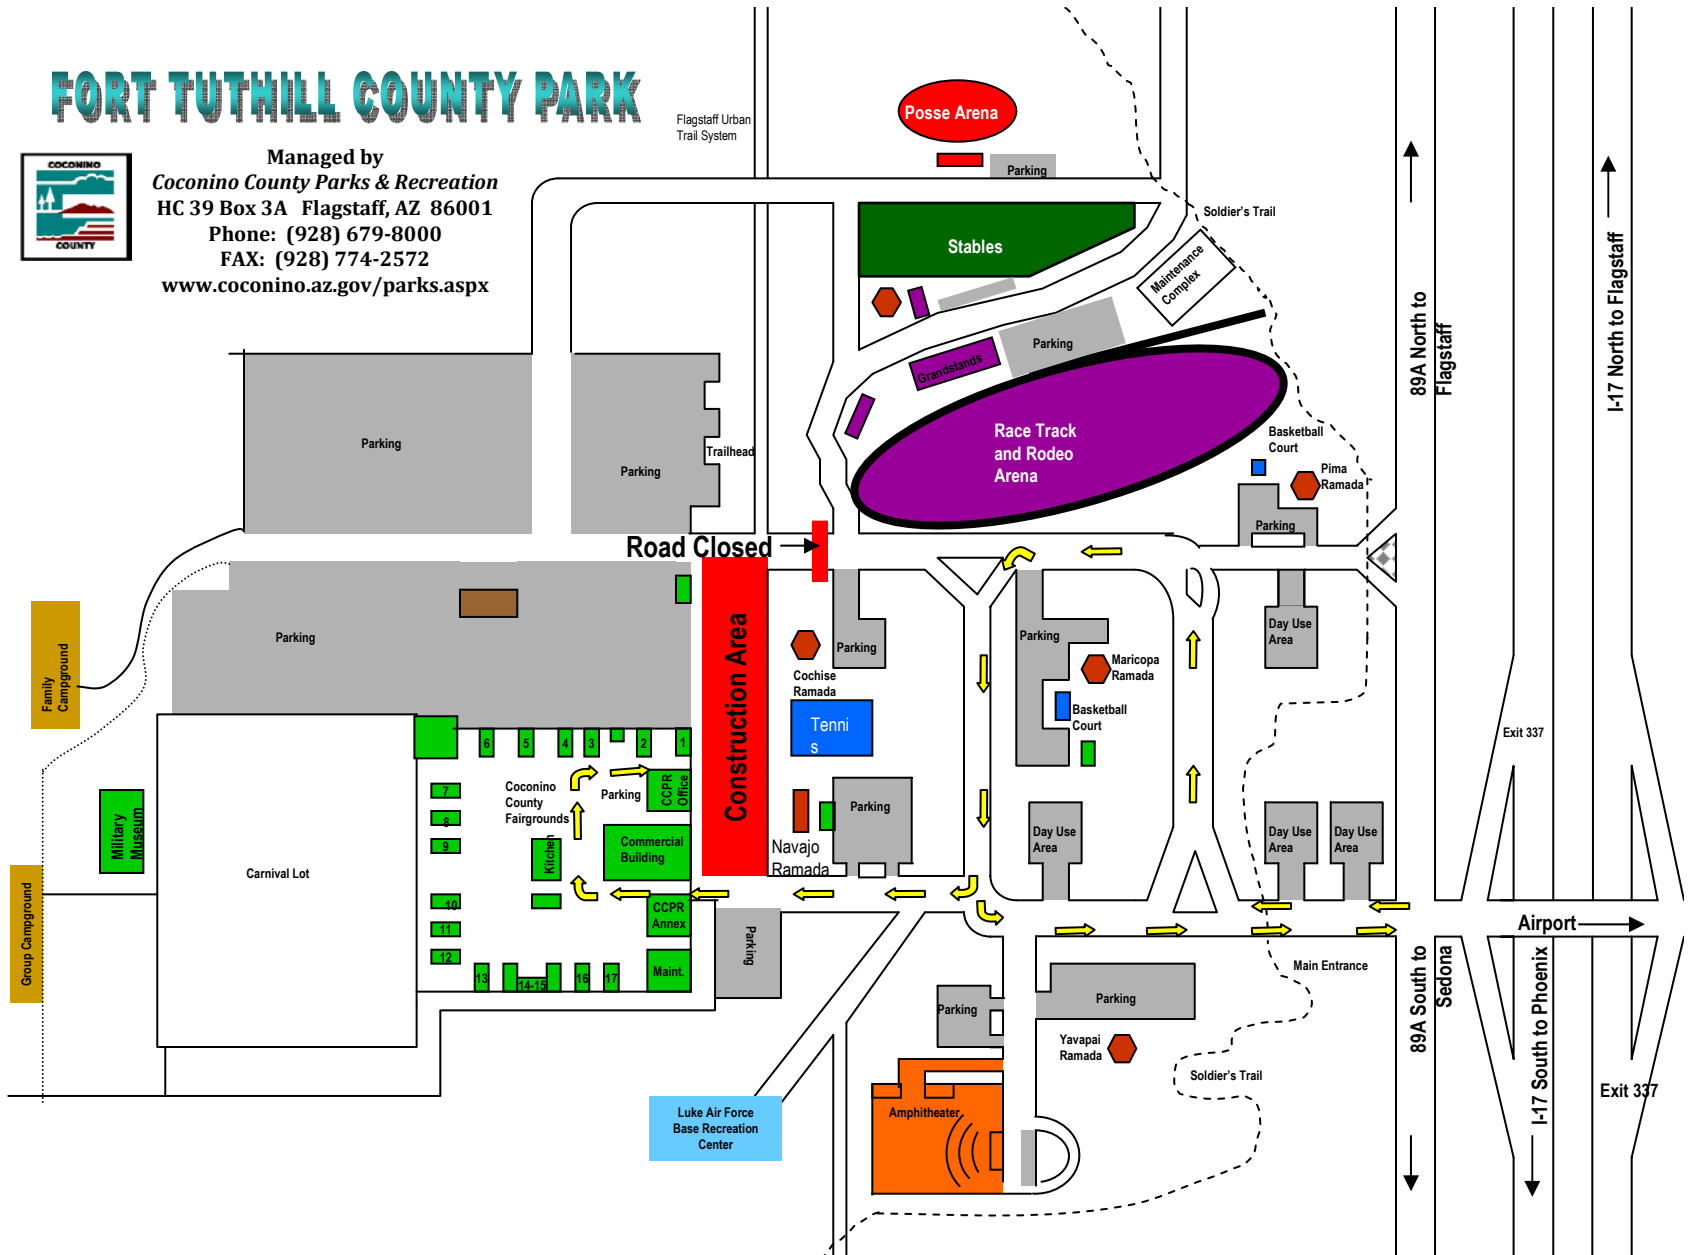 FORT TUTHILL COUNTY PARK
COCONINO
COUNTY
Managed by
Coconino County Parks & Recreation
HC 39 Box 3A Flagstaff, AZ 86001
Phone: (928) 679-8000
FAX: (928) 774-2572
www.coconino.az.gov/parks.aspx
Flagstaff Urban
Trail System
Posse Arena
Parking
Soldier's Trail
Stables
Maintenance
Complex
Parking
Grandstands
Race Track
and Rodeo
Arena
Basketball
Court
Pima
Ramada
Parking
89A North to
Flagstaff
I-17 North to Flagstaff
Parking
Parking
Trailhead
Road Closed
Construction Area
Parking
Family
Campground
Parking
Cochise
Ramada
Tenni
s
Parking
Maricopa
Ramada
Basketball
Court
Day Use
Area
Exit 337
6
5
4
3
2
1
7
8
9
10
11
12
13
14-15
16
17
Coconino
County
Fairgrounds
Parking
CCPR
Office
Kitchen
Commercial
Building
CCPR
Annex
Maint.
Military
Museum
Carnival Lot
Group Campground
Navajo
Ramada
Parking
Day Use
Area
Day Use
Area
Day Use
Area
Airport
Parking
Main Entrance
Parking
Parking
Yavapai
Ramada
Soldier's Trail
89A South to
Sedona
I-17 South to Phoenix
Exit 337
Amphitheater
Luke Air Force
Base Recreation
Center